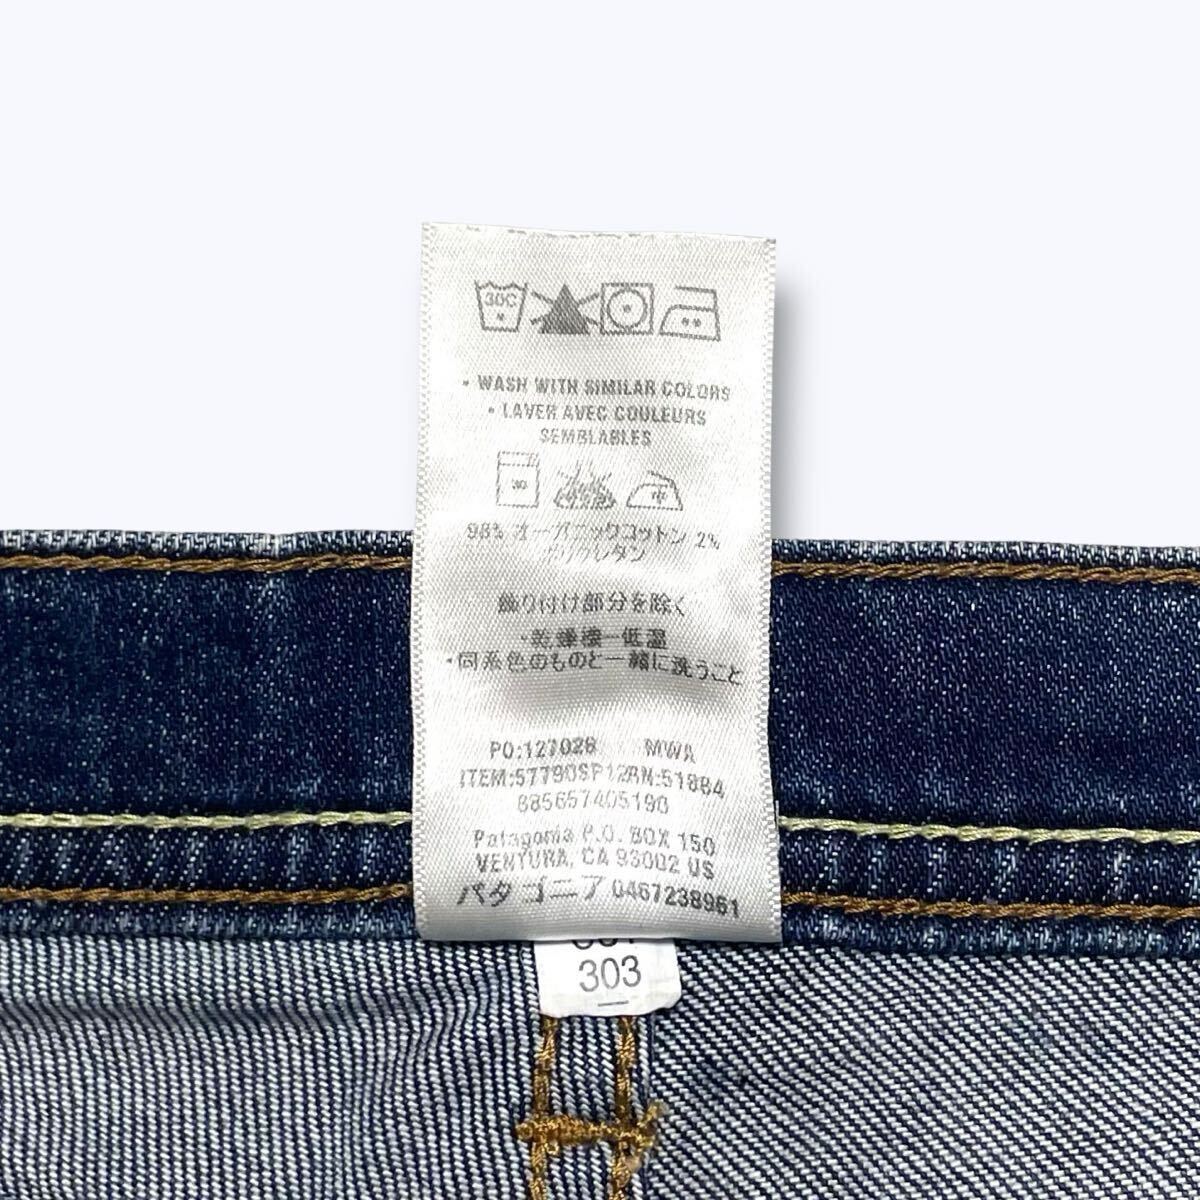 30C
• WASH WITH SIMILAR COLORS
• LAVER AVEC COULEURS
SEMBLABLES
30
98% オーガニックコットン 2%
ポリウレタン
飾り付け部分を除く
・乾燥機－低温
・同系色のものと一緒に洗うこと
PO:127028 MWA
ITEM:57790SP12RN:51884
885657405190
Patagonia P.O. BOX 150
VENTURA, CA 93002 US
パタゴニア 0467238961
303